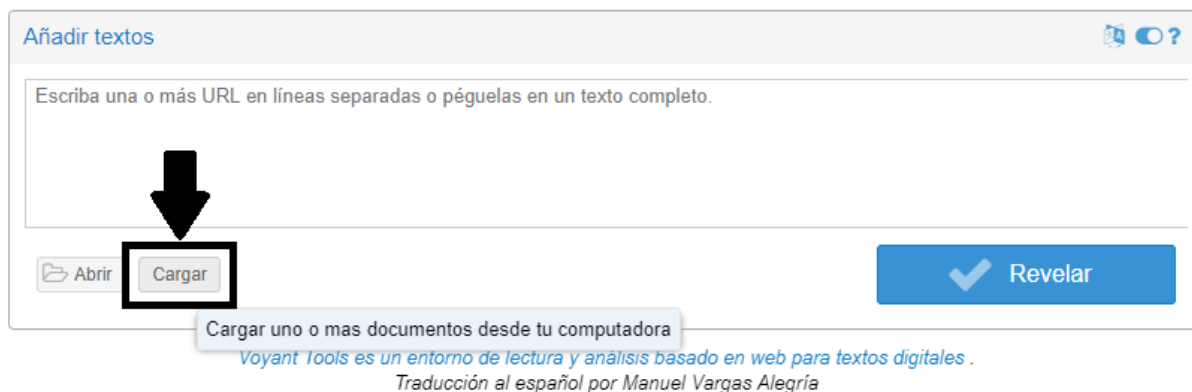 Añadir textos
?
Escriba una o más URL en líneas separadas o péguelas en un texto completo.
Abrir
Cargar
Revelar
Cargar uno o mas documentos desde tu computadora
Voyant Tools es un entorno de lectura y análisis basado en web para textos digitales .
Traducción al español por Manuel Vargas Alegría